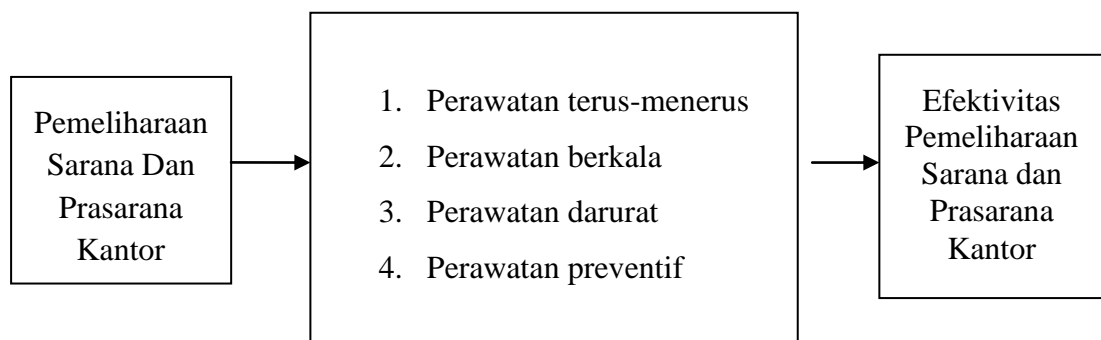 Pemeliharaan
Sarana Dan
Prasarana
Kantor
1. Perawatan terus-menerus
2. Perawatan berkala
3. Perawatan darurat
4. Perawatan preventif
Efektivitas
Pemeliharaan
Sarana dan
Prasarana
Kantor